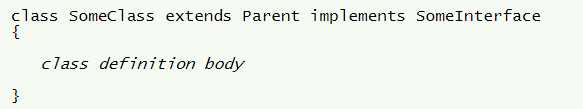 class SomeClass extends Parent implements SomeInterface
{
class definition body
}